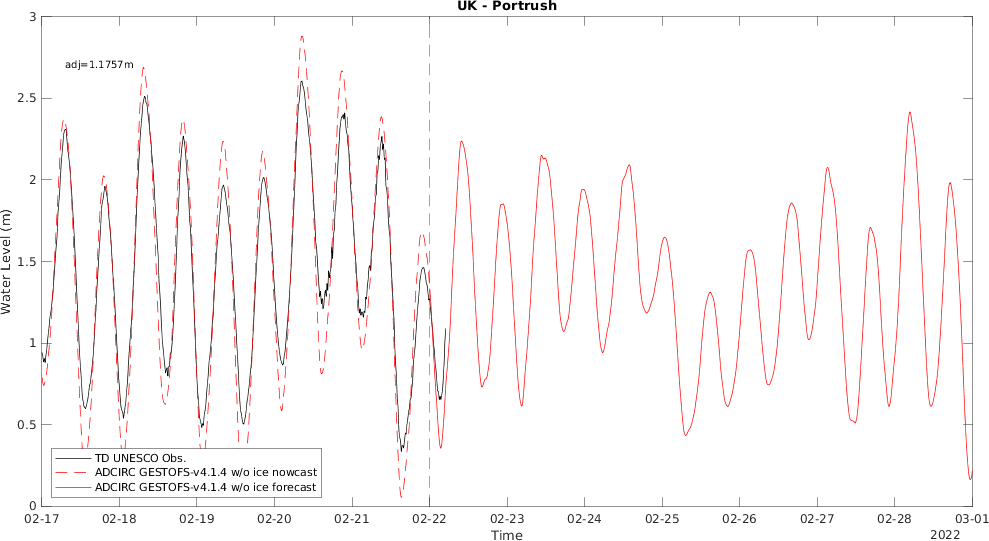 UK - Portrush
adj=1.1757m
3
2.5
2
1.5
1
0.5
0
Water Level (m)
TD UNESCO Obs.
ADCIRC GESTOFS-v4.1.4 w/o ice nowcast
ADCIRC GESTOFS-v4.1.4 w/o ice forecast
02-17 02-18 02-19 02-20 02-21 02-22 02-23 02-24 02-25 02-26 02-27 02-28 03-01
Time
2022